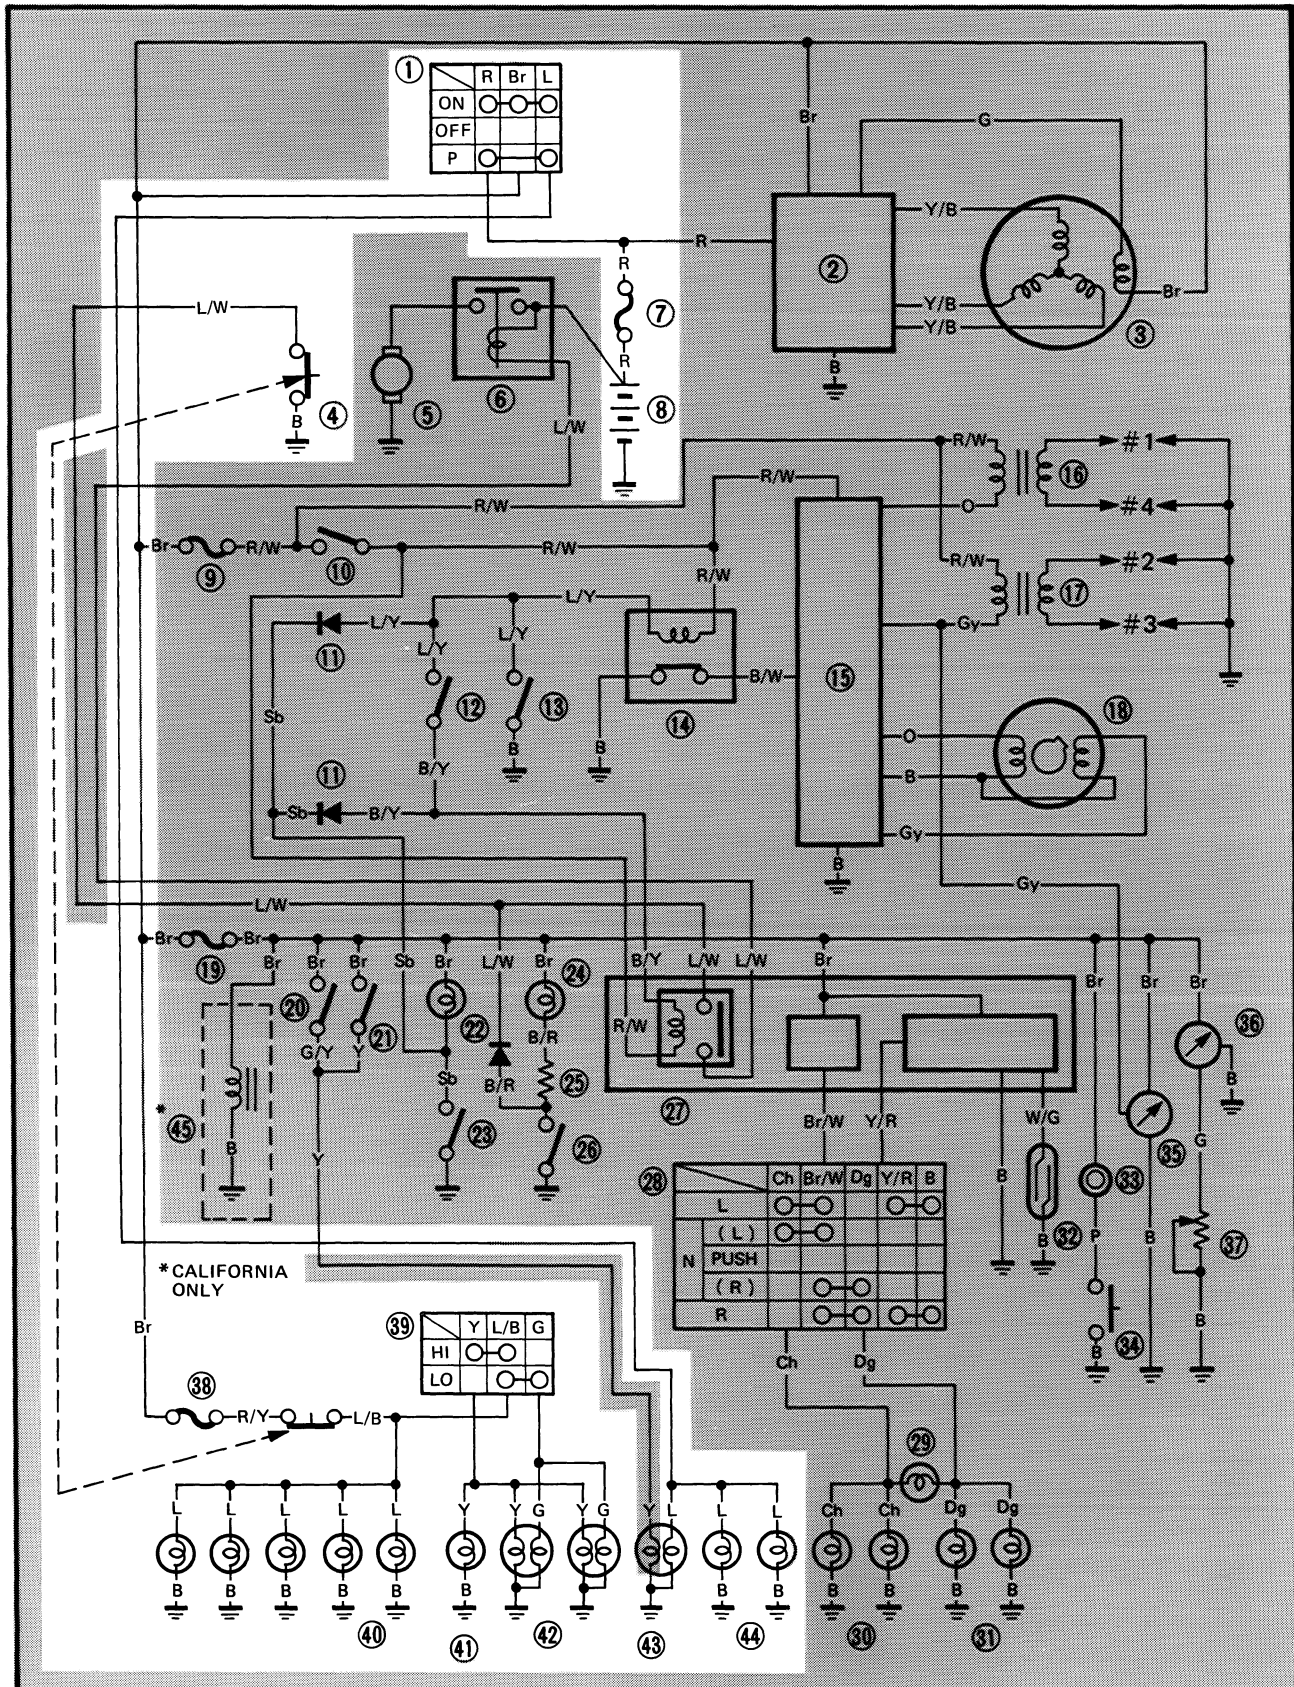 ① R Br L
ON
OFF
P
Br
G
Y/B
②
R
Y/B
Y/B
Br
③
B
R
⑦
R
⑧
L/W
B
④
⑤
⑥
L/W
R/W
#1
⑯
O
#4
R/W
#2
⑰
Gy
#3
R/W
R/W
Br
R/W
R/W
⑨
⑩
R/W
L/Y
L/Y
⑪
L/Y
L/Y
⑫
⑬
⑭
B/W
⑮
⑱
Sb
B
B
B/Y
⑪
Sb
B/Y
O
B
Gy
B
Gy
L/W
Br
Br
⑲
Br
Br
Br
Sb
Br
L/W
Br
㉔
B/Y
L/W
L/W
Br
Br
Br
Br
⑳
㉑
㉒
G/Y
Y
R/W
B/R
B/R
㉕
Sb
㉓
㉖
㉗
* ㊺
B
Y
Br/W
Y/R
W/G
B
㊱
B
㉟
G
㉘ Ch Br/W Dg Y/R B
L
N
(L)
PUSH
(R)
R
B
B
㉜
㉝
P
B
㉞
B
㊲
B
Ch
Dg
* CALIFORNIA
ONLY
Br
㊴ Y L/B G
HI
LO
㊳
R/Y
L/B
㉙
L L L L L Y Y G Y G Y L L L Ch Ch Dg Dg
B B B B B B B B B B B B
㊵ ㊶ ㊷ ㊸ ㊹ ㉚ ㉛